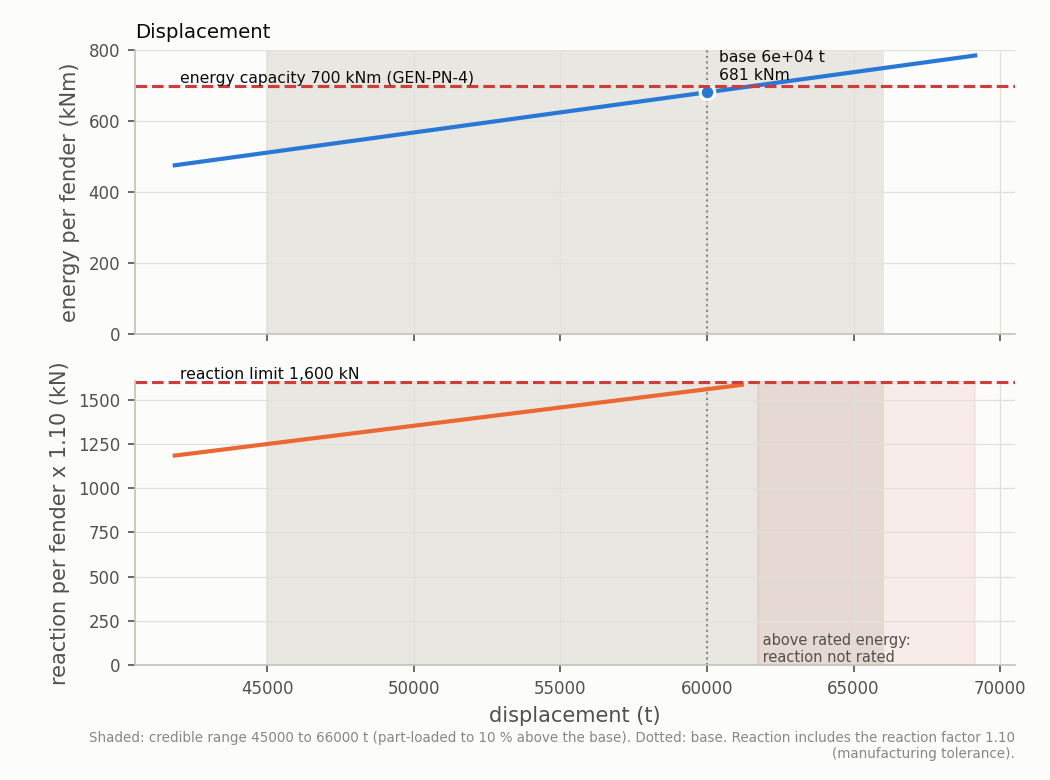 Displacement
800
600
400
200
0
energy per fender (kNm)
energy capacity 700 kNm (GEN-PN-4)
base 6e+04 t
681 kNm
reaction limit 1,600 kN
1500
1250
1000
750
500
250
0
reaction per fender x 1.10 (kN)
above rated energy:
reaction not rated
45000
50000
55000
60000
65000
70000
displacement (t)
Shaded: credible range 45000 to 66000 t (part-loaded to 10 % above the base). Dotted: base. Reaction includes the reaction factor 1.10
(manufacturing tolerance).